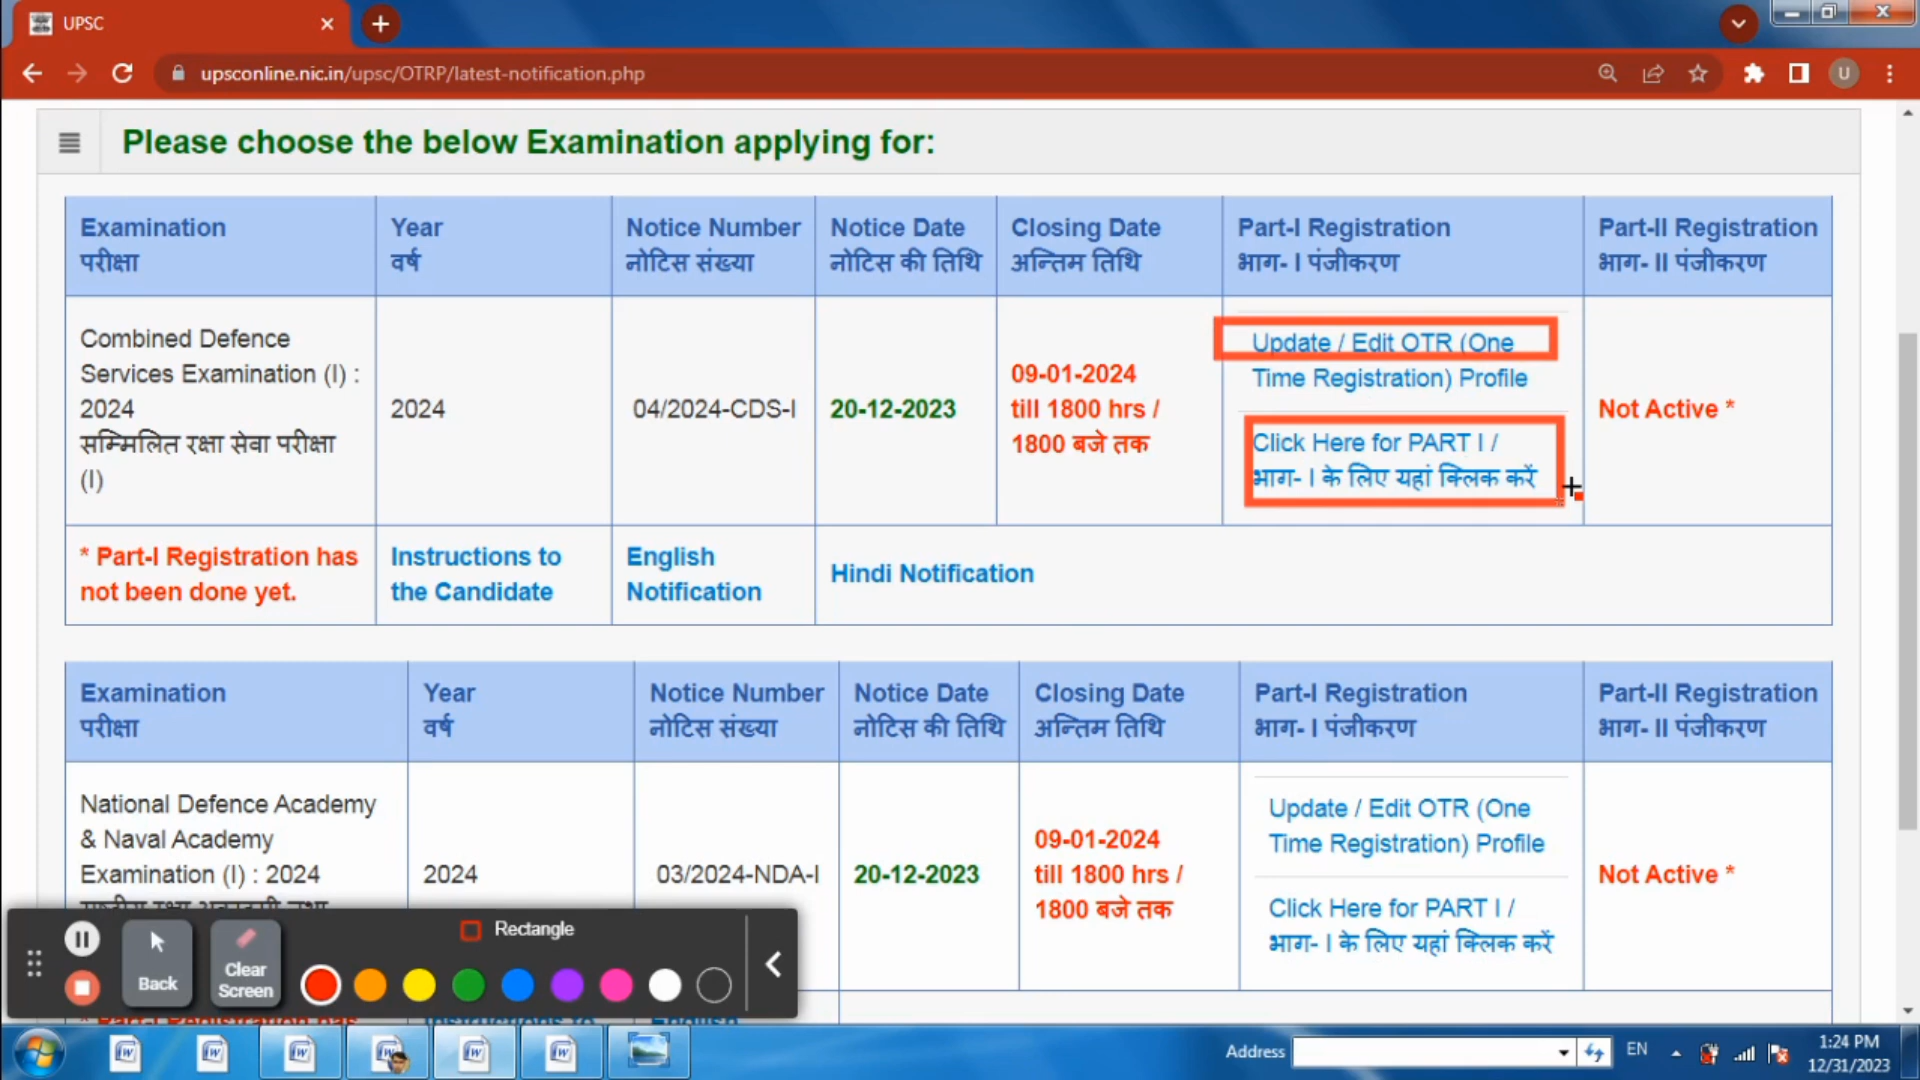 UPSC
upsconline.nic.in/upsc/OTRP/latest-notification.php
U
Please choose the below Examination applying for:
Examination Year Notice Number Notice Date Closing Date Part-I Registration Part-II Registration
परीक्षा वर्ष नोटिस संख्या नोटिस की तिथि अन्तिम तिथि भाग- I पंजीकरण भाग- II पंजीकरण
Combined Defence
Services Examination (I) :
2024
सम्मिलित रक्षा सेवा परीक्षा
(I)
2024
04/2024-CDS-I
20-12-2023
09-01-2024
till 1800 hrs /
1800 बजे तक
Update / Edit OTR (One
Time Registration) Profile
Click Here for PART I /
भाग- I के लिए यहां क्लिक करें
Not Active *
* Part-I Registration has
not been done yet.
Instructions to
the Candidate
English
Notification
Hindi Notification
Examination Year Notice Number Notice Date Closing Date Part-I Registration Part-II Registration
परीक्षा वर्ष नोटिस संख्या नोटिस की तिथि अन्तिम तिथि भाग- I पंजीकरण भाग- II पंजीकरण
National Defence Academy
& Naval Academy
Examination (I) : 2024
2024
03/2024-NDA-I
20-12-2023
09-01-2024
till 1800 hrs /
1800 बजे तक
Update / Edit OTR (One
Time Registration) Profile
Click Here for PART I /
भाग- I के लिए यहां क्लिक करें
Not Active *
Rectangle
Back
Clear
Screen
Address
EN
1:24 PM
12/31/2023